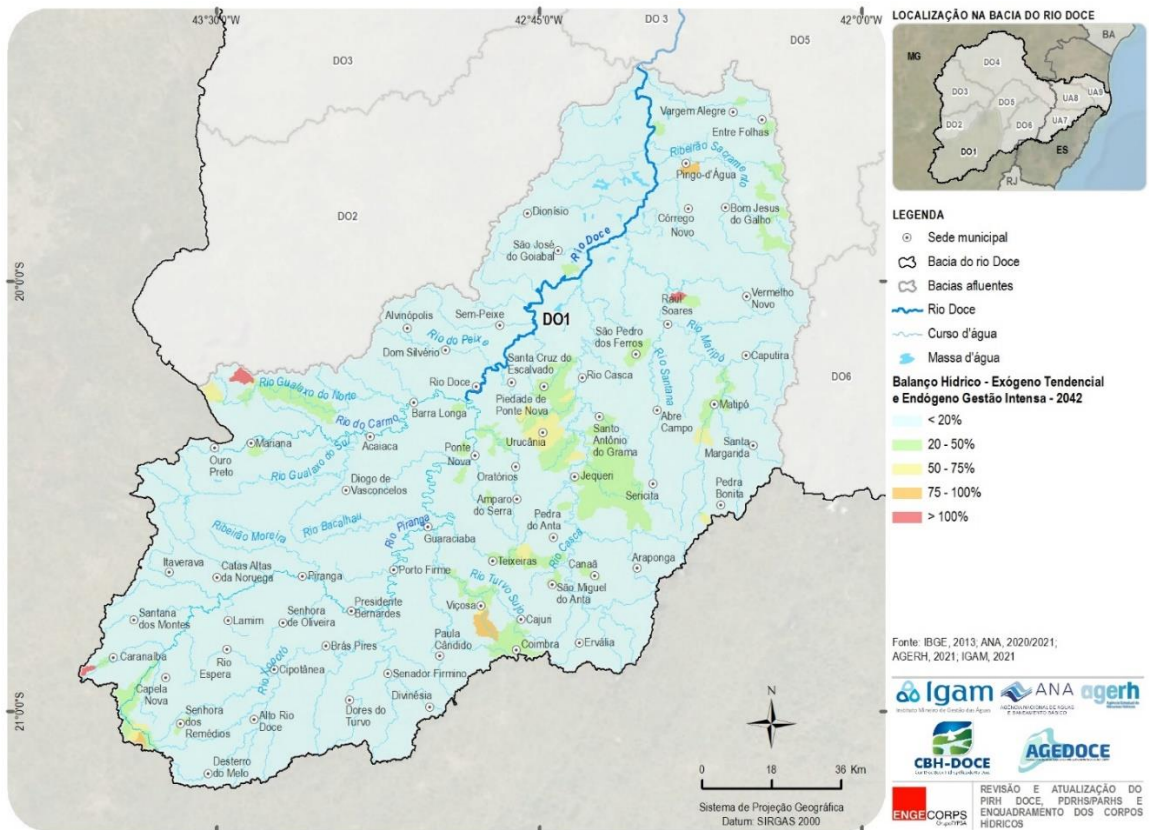 43°30'0"W
42°45'0"W
42°0'0"W
20°0'0"S
21°0'0"S
DO 3
DO3
DO5
DO2
DO6
DO1
Vargem Alegre
Entre Folhas
Ribeirão Sacramento
Pingo-d'Água
Dionísio
Córrego
Novo
Bom Jesus
do Galho
São José
do Goiabal
Rio Doce
Raul
Soares
Vermelho
Novo
Alvinópolis
Sem-Peixe
Rio do Peixe
Dom Silvério
São Pedro
dos Ferros
Rio Matipó
Caputira
Santa Cruz do
Escalvado
Rio Santana
Rio Doce
Rio Casca
Rio Gualaxo do Norte
Piedade de
Ponte Nova
Barra Longa
Abre
Campo
Matipó
Rio do Carmo
Mariana
Acaiaca
Urucânia
Santo
Antônio
do Grama
Ouro
Preto
Rio Gualaxo do Sul
Ponte
Nova
Santa
Margarida
Oratórios
Diogo de
Vasconcelos
Jequeri
Sericita
Pedra
Bonita
Amparo
do Serra
Pedra
do Anta
Ribeirão Moreira
Rio Bacalhau
Rio Piranga
Guaraciaba
Rio Casca
Itaverava
Catas Altas
da Noruega
Piranga
Porto Firme
Teixeiras
Canaã
Araponga
Rio Turvo Sujo
São Miguel
do Anta
Santana
dos Montes
Lamim
Senhora
de Oliveira
Presidente
Bernardes
Viçosa
Cajuri
Brás Pires
Paula
Cândido
Coimbra
Ervália
Caranaíba
Rio
Espera
Rio Xopotó
Cipotânea
Senador Firmino
Capela
Nova
Divinésia
Senhora
dos
Remédios
Alto Rio
Doce
Dores do
Turvo
Desterro
do Melo
N
0 18 36 Km
Sistema de Projeção Geográfica
Datum: SIRGAS 2000
LOCALIZAÇÃO NA BACIA DO RIO DOCE
MG
BA
DO4
DO3
DO5
UA8
UA9
DO2
DO6
UA7
DO1
ES
RJ
LEGENDA
Sede municipal
Bacia do rio Doce
Bacias afluentes
Rio Doce
Curso d'água
Massa d'água
Balanço Hídrico - Exógeno Tendencial
e Endógeno Gestão Intensa - 2042
< 20%
20 - 50%
50 - 75%
75 - 100%
> 100%
Fonte: IBGE, 2013; ANA, 2020/2021;
AGERH, 2021; IGAM, 2021
Igam
Instituto Mineiro de Gestão das Águas
ANA
AGÊNCIA NACIONAL DE ÁGUAS
E SANEAMENTO BÁSICO
agerh
CBH-DOCE
AGEDOCE
ENGECORPS
REVISÃO E ATUALIZAÇÃO DO
PIRH DOCE, PDRHS/PARHS E
ENQUADRAMENTO DOS CORPOS
HÍDRICOS